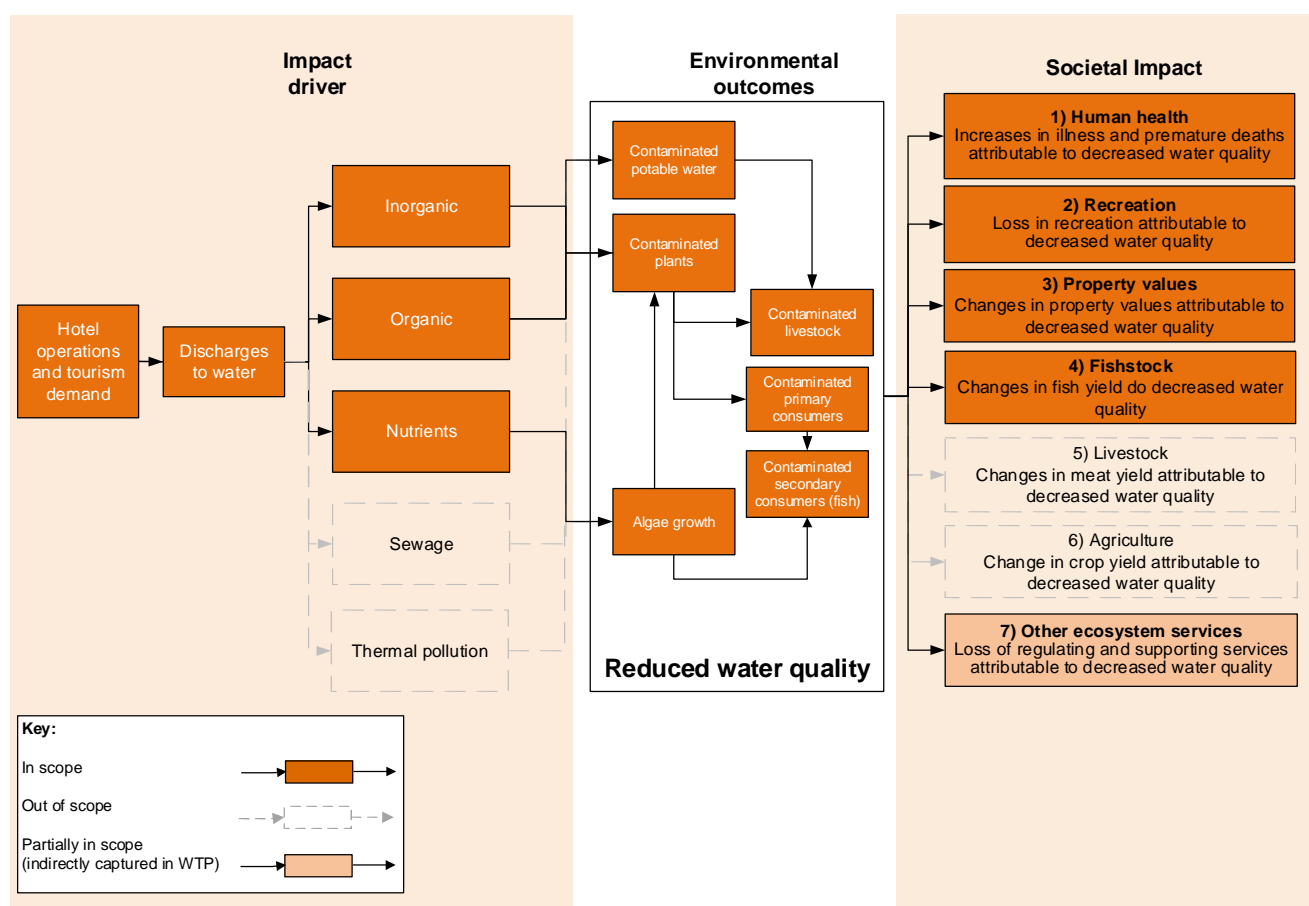 Impact
driver
Environmental
outcomes
Societal Impact
Hotel
operations
and tourism
demand
Discharges
to water
Inorganic
Organic
Nutrients
Sewage
Thermal pollution
Contaminated
potable water
Contaminated
plants
Contaminated
livestock
Contaminated
primary
consumers
Contaminated
secondary
consumers (fish)
Algae growth
Reduced water quality
1) Human health
Increases in illness and premature deaths
attributable to decreased water quality
2) Recreation
Loss in recreation attributable to
decreased water quality
3) Property values
Changes in property values attributable to
decreased water quality
4) Fishstock
Changes in fish yield do decreased water
quality
5) Livestock
Changes in meat yield attributable to
decreased water quality
6) Agriculture
Change in crop yield attributable to
decreased water quality
7) Other ecosystem services
Loss of regulating and supporting services
attributable to decreased water quality
Key:
In scope
Out of scope
Partially in scope
(indirectly captured in WTP)